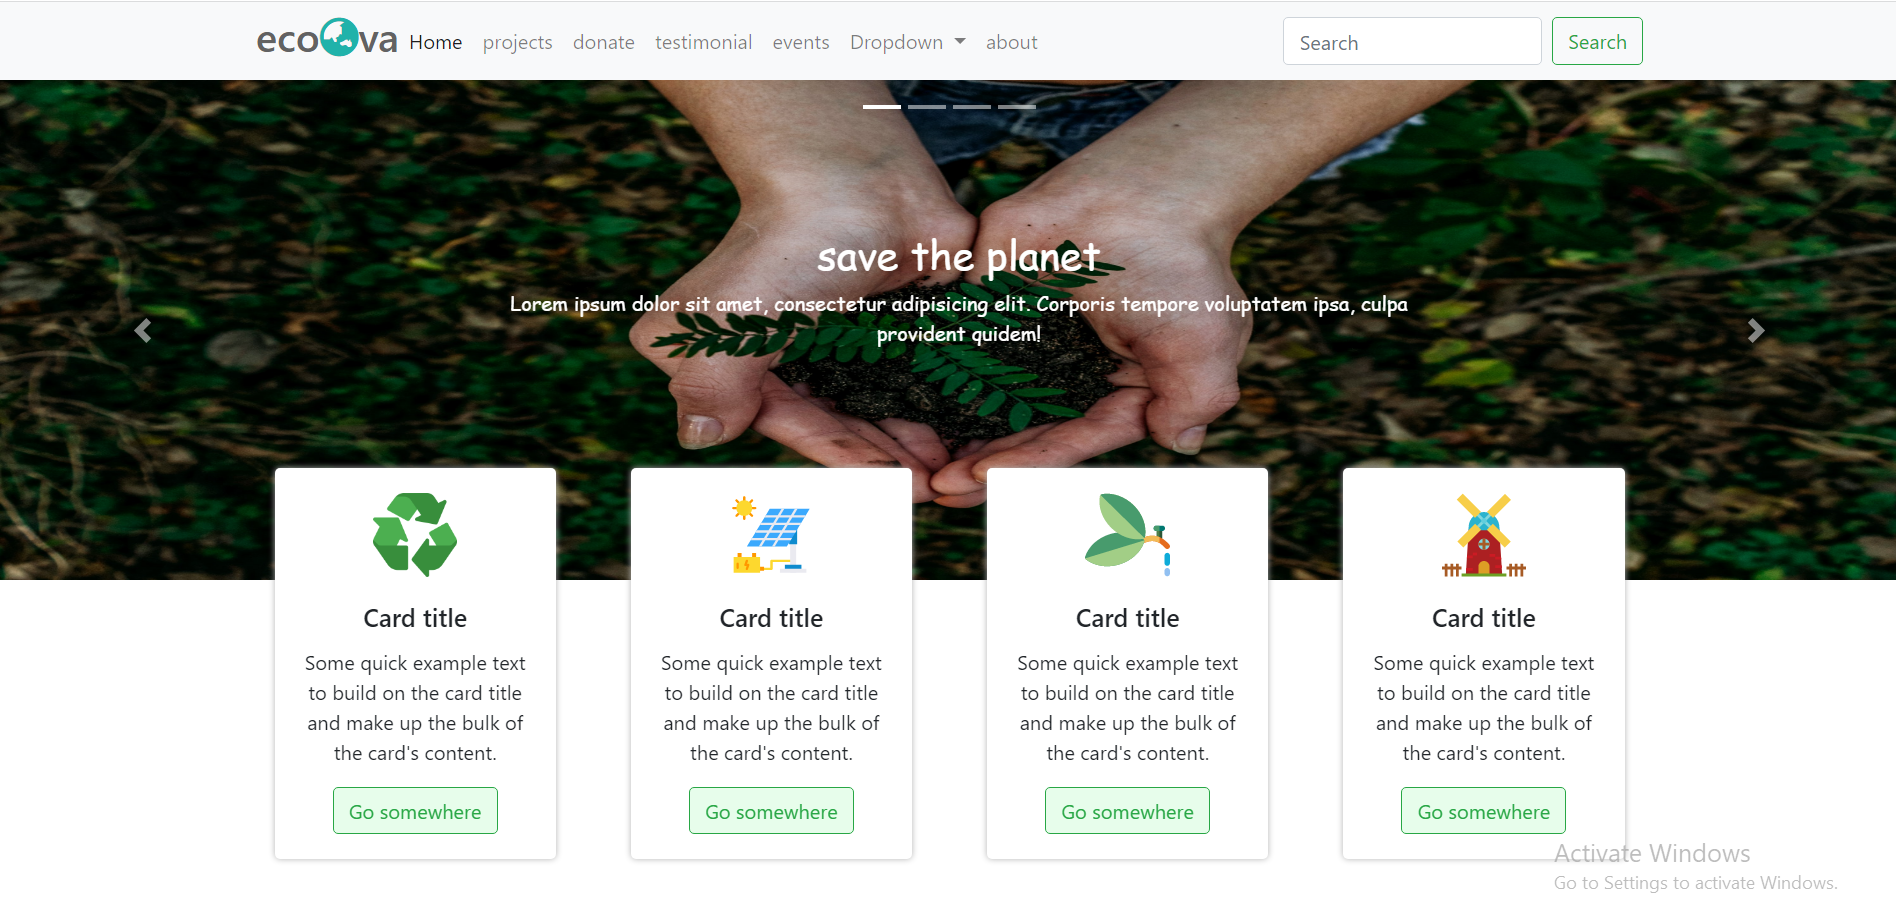 ecoova Home projects donate testimonial events Dropdown about Search Search
save the planet
Lorem ipsum dolor sit amet, consectetur adipisicing elit. Corporis tempore voluptatem ipsa, culpa
provident quidem!
Card title
Some quick example text
to build on the card title
and make up the bulk of
the card's content.
Go somewhere
Card title
Some quick example text
to build on the card title
and make up the bulk of
the card's content.
Go somewhere
Card title
Some quick example text
to build on the card title
and make up the bulk of
the card's content.
Go somewhere
Card title
Some quick example text
to build on the card title
and make up the bulk of
the card's content.
Go somewhere
Activate Windows
Go to Settings to activate Windows.